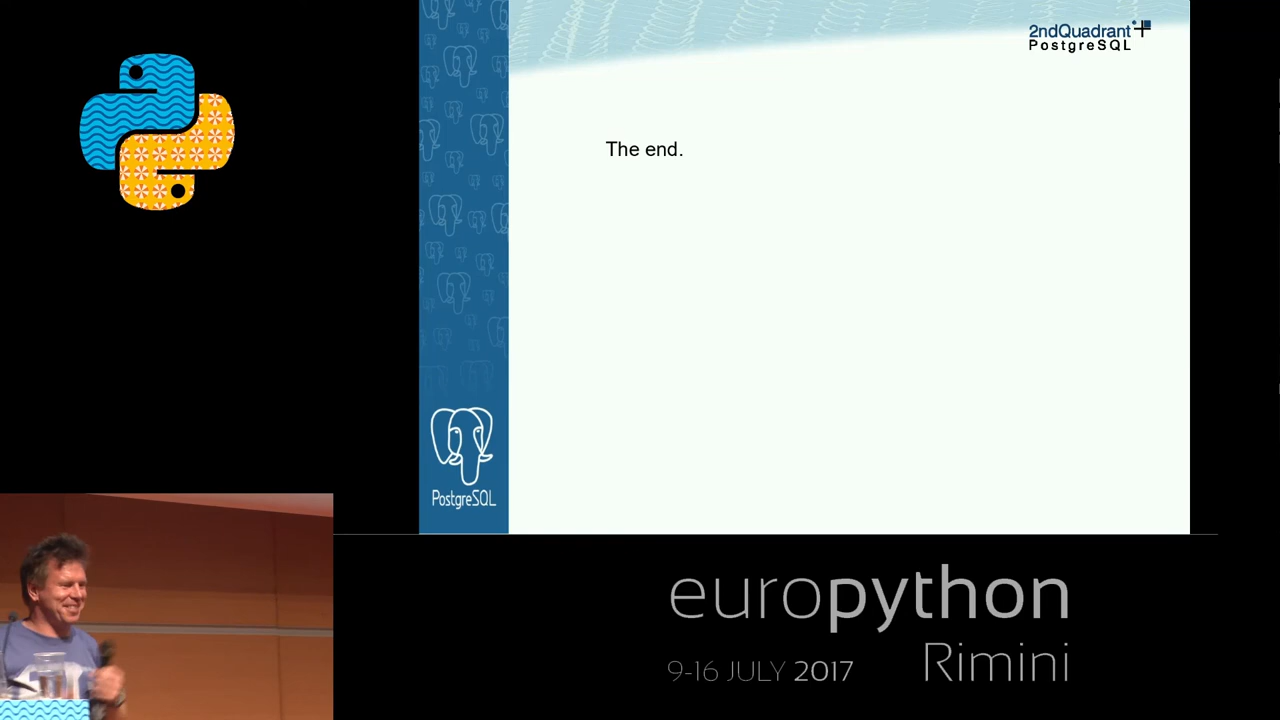 2ndQuadrant
PostgreSQL
The end.
PostgreSQL
europython
Rimini
9-16 JULY 2017